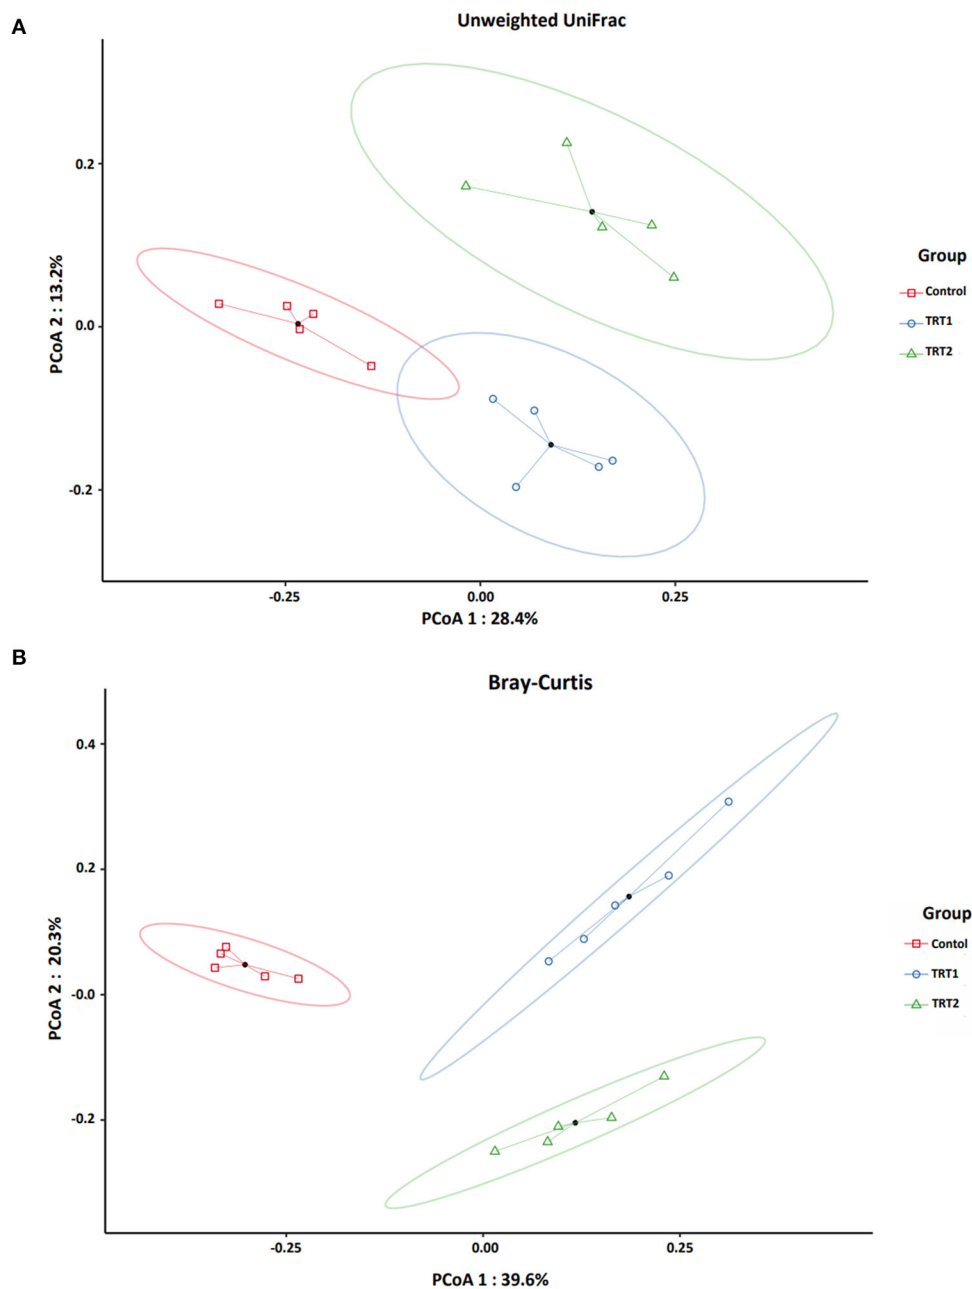 A
Unweighted UniFrac
0.2
0.0
-0.2
PCoA 2 : 13.2%
-0.25
0.00
0.25
PCoA 1 : 28.4%
Group
Control
TRT1
TRT2
B
Bray-Curtis
0.4
0.2
-0.0
-0.2
PCoA 2 : 20.3%
-0.25
0.00
0.25
PCoA 1 : 39.6%
Group
Contol
TRT1
TRT2